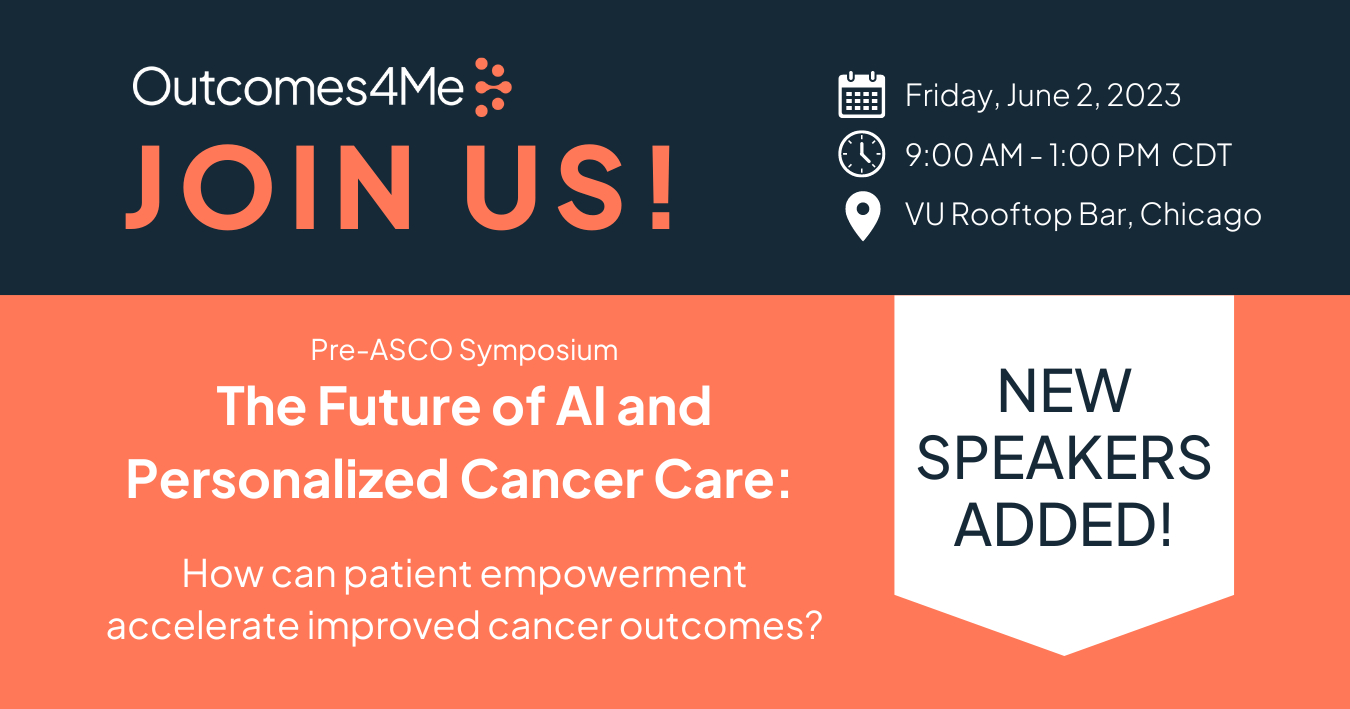 Outcomes4Me
JOIN US!
Friday, June 2, 2023
9:00 AM - 1:00 PM CDT
VU Rooftop Bar, Chicago
Pre-ASCO Symposium
The Future of AI and
Personalized Cancer Care:
How can patient empowerment
accelerate improved cancer outcomes?
NEW
SPEAKERS
ADDED!